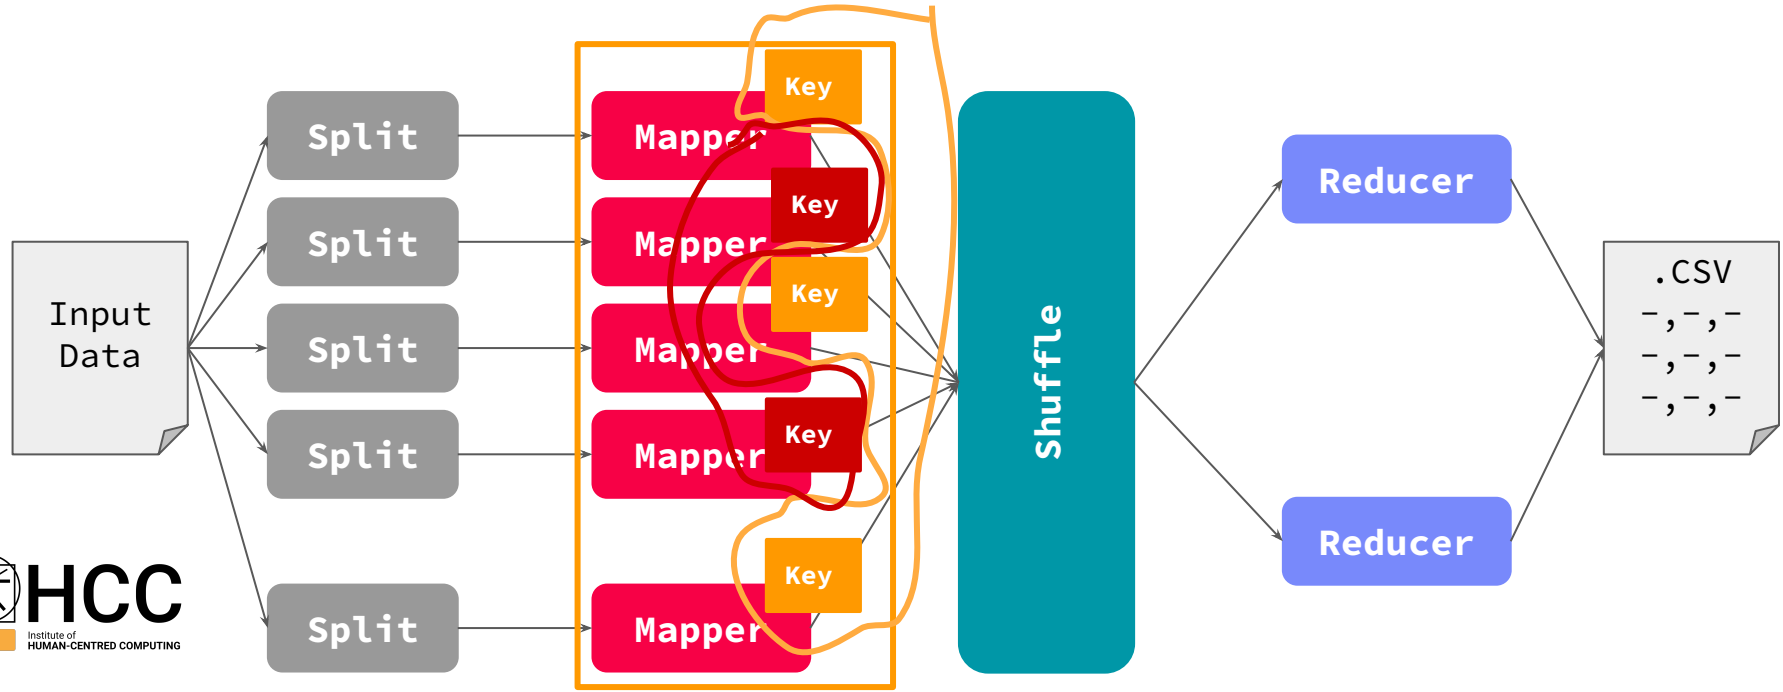 Input
Data
Split
Split
Split
Split
Split
Mapper
Mapper
Mapper
Mapper
Mapper
Key
Key
Key
Key
Key
Shuffle
Reducer
Reducer
.CSV
-,-,-
-,-,-
-,-,-
HCC
Institute of
HUMAN-CENTRED COMPUTING